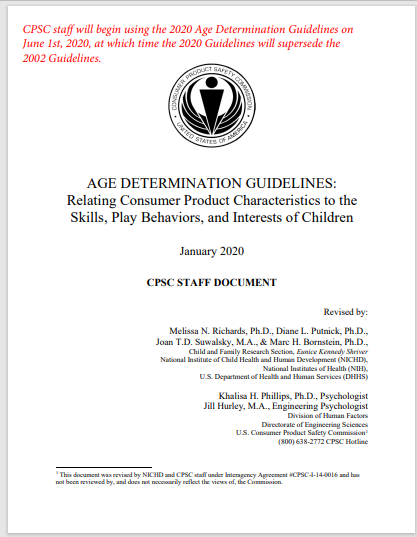 CPSC staff will begin using the 2020 Age Determination Guidelines on
June 1st, 2020, at which time the 2020 Guidelines will supersede the
2002 Guidelines.
CONSUMER PRODUCT SAFETY COMMISSION
UNITED STATES OF AMERICA
AGE DETERMINATION GUIDELINES:
Relating Consumer Product Characteristics to the
Skills, Play Behaviors, and Interests of Children
January 2020
CPSC STAFF DOCUMENT
Revised by:
Melissa N. Richards, Ph.D., Diane L. Putnick, Ph.D.,
Joan T.D. Suwalsky, M.A., & Marc H. Bornstein, Ph.D.,
Child and Family Research Section, Eunice Kennedy Shriver
National Institute of Child Health and Human Development (NICHD),
National Institutes of Health (NIH),
U.S. Department of Health and Human Services (DHHS)
Khalisa H. Phillips, Ph.D., Psychologist
Jill Hurley, M.A., Engineering Psychologist
Division of Human Factors
Directorate of Engineering Sciences
U.S. Consumer Product Safety Commission¹
(800) 638-2772 CPSC Hotline
¹ This document was revised by NICHD and CPSC staff under Interagency Agreement #CPSC-I-14-0016 and has
not been reviewed by, and does not necessarily reflect the views of, the Commission.